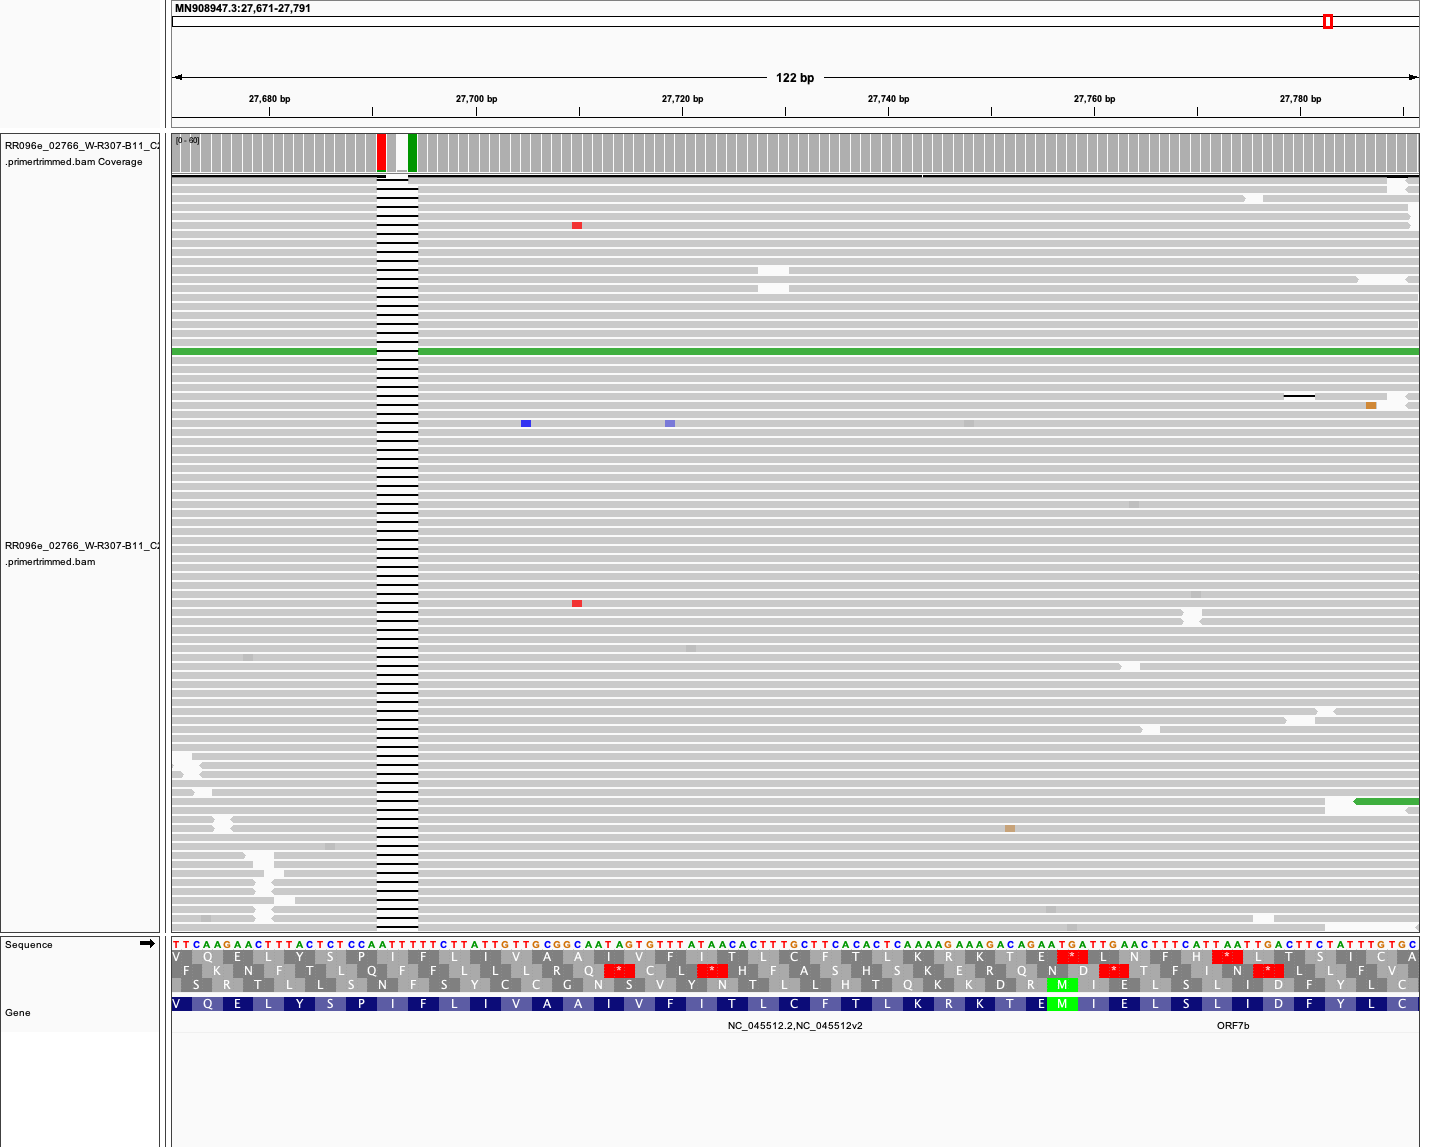 MN908947.3:27,671-27,791
122 bp
27,680 bp 27,700 bp 27,720 bp 27,740 bp 27,760 bp 27,780 bp
RR096e_02766_W-R307-B11_C2
.primertrimmed.bam Coverage
[0 - 60]
RR096e_02766_W-R307-B11_C2
.primertrimmed.bam
Sequence
TTCAAGAACTTTACTCTCCAATTTTTCTTATTGTTGCGGCAATAGTGTTTATAACACTTTGCTTCACACTCAAAAGAAAGACAGAATGATTGAACTTTCATTAATTGACTTCTATTTGTGC
V Q E L Y S P I F L I V A A I V F I T L C F T L K R K T E * L N F H * L T S I C A
F K N F T L Q F F L L L R Q * C L * H F A S H S K E R Q N D * T F I N * L L F V
S R T L L S N F S Y C C G N S V Y N T L L H T Q K K D R M I E L S L I D F Y L C
Gene
V Q E L Y S P I F L I V A A I V F I T L C F T L K R K T E M I E L S L I D F Y L C
NC_045512.2,NC_045512v2 ORF7b